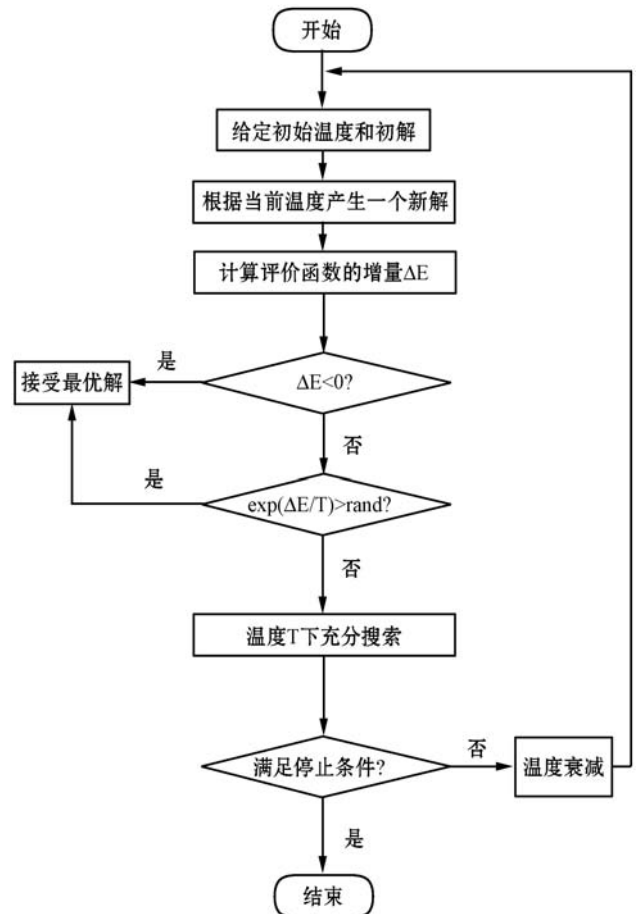 开始
给定初始温度和初解
根据当前温度产生一个新解
计算评价函数的增量ΔE
是
接受最优解
ΔE<0?
否
是
exp(ΔE/T)>rand?
否
温度T下充分搜索
满足停止条件?
否
温度衰减
是
结束